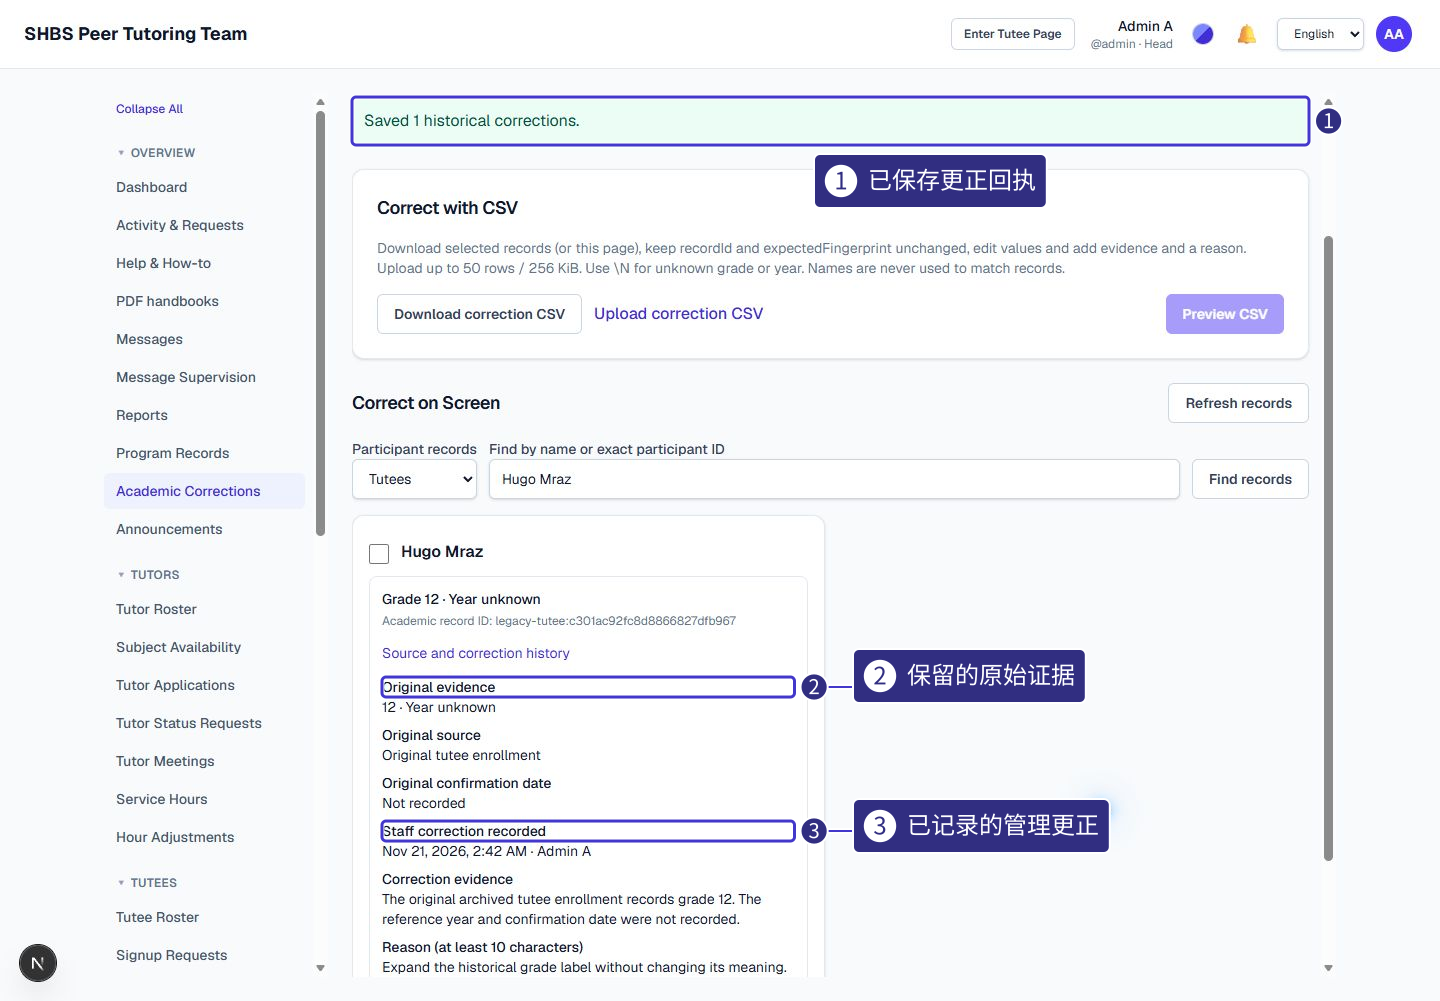 SHBS Peer Tutoring Team
Enter Tutee Page
Admin A
@admin · Head
English
AA
Collapse All
OVERVIEW
Dashboard
Activity & Requests
Help & How-to
PDF handbooks
Messages
Message Supervision
Reports
Program Records
Academic Corrections
Announcements
TUTORS
Tutor Roster
Subject Availability
Tutor Applications
Tutor Status Requests
Tutor Meetings
Service Hours
Hour Adjustments
TUTEES
Tutee Roster
Signup Requests
N
Saved 1 historical corrections.
1
1 已保存更正回执
Correct with CSV
Download selected records (or this page), keep recordId and expectedFingerprint unchanged, edit values and add evidence and a reason.
Upload up to 50 rows / 256 KiB. Use \N for unknown grade or year. Names are never used to match records.
Download correction CSV
Upload correction CSV
Preview CSV
Correct on Screen
Refresh records
Participant records
Find by name or exact participant ID
Tutees
Hugo Mraz
Find records
Hugo Mraz
Grade 12 · Year unknown
Academic record ID: legacy-tutee:c301ac92fc8d8866827dfb967
Source and correction history
Original evidence
2
2 保留的原始证据
12 · Year unknown
Original source
Original tutee enrollment
Original confirmation date
Not recorded
Staff correction recorded
3
3 已记录的管理更正
Nov 21, 2026, 2:42 AM · Admin A
Correction evidence
The original archived tutee enrollment records grade 12. The
reference year and confirmation date were not recorded.
Reason (at least 10 characters)
Expand the historical grade label without changing its meaning.